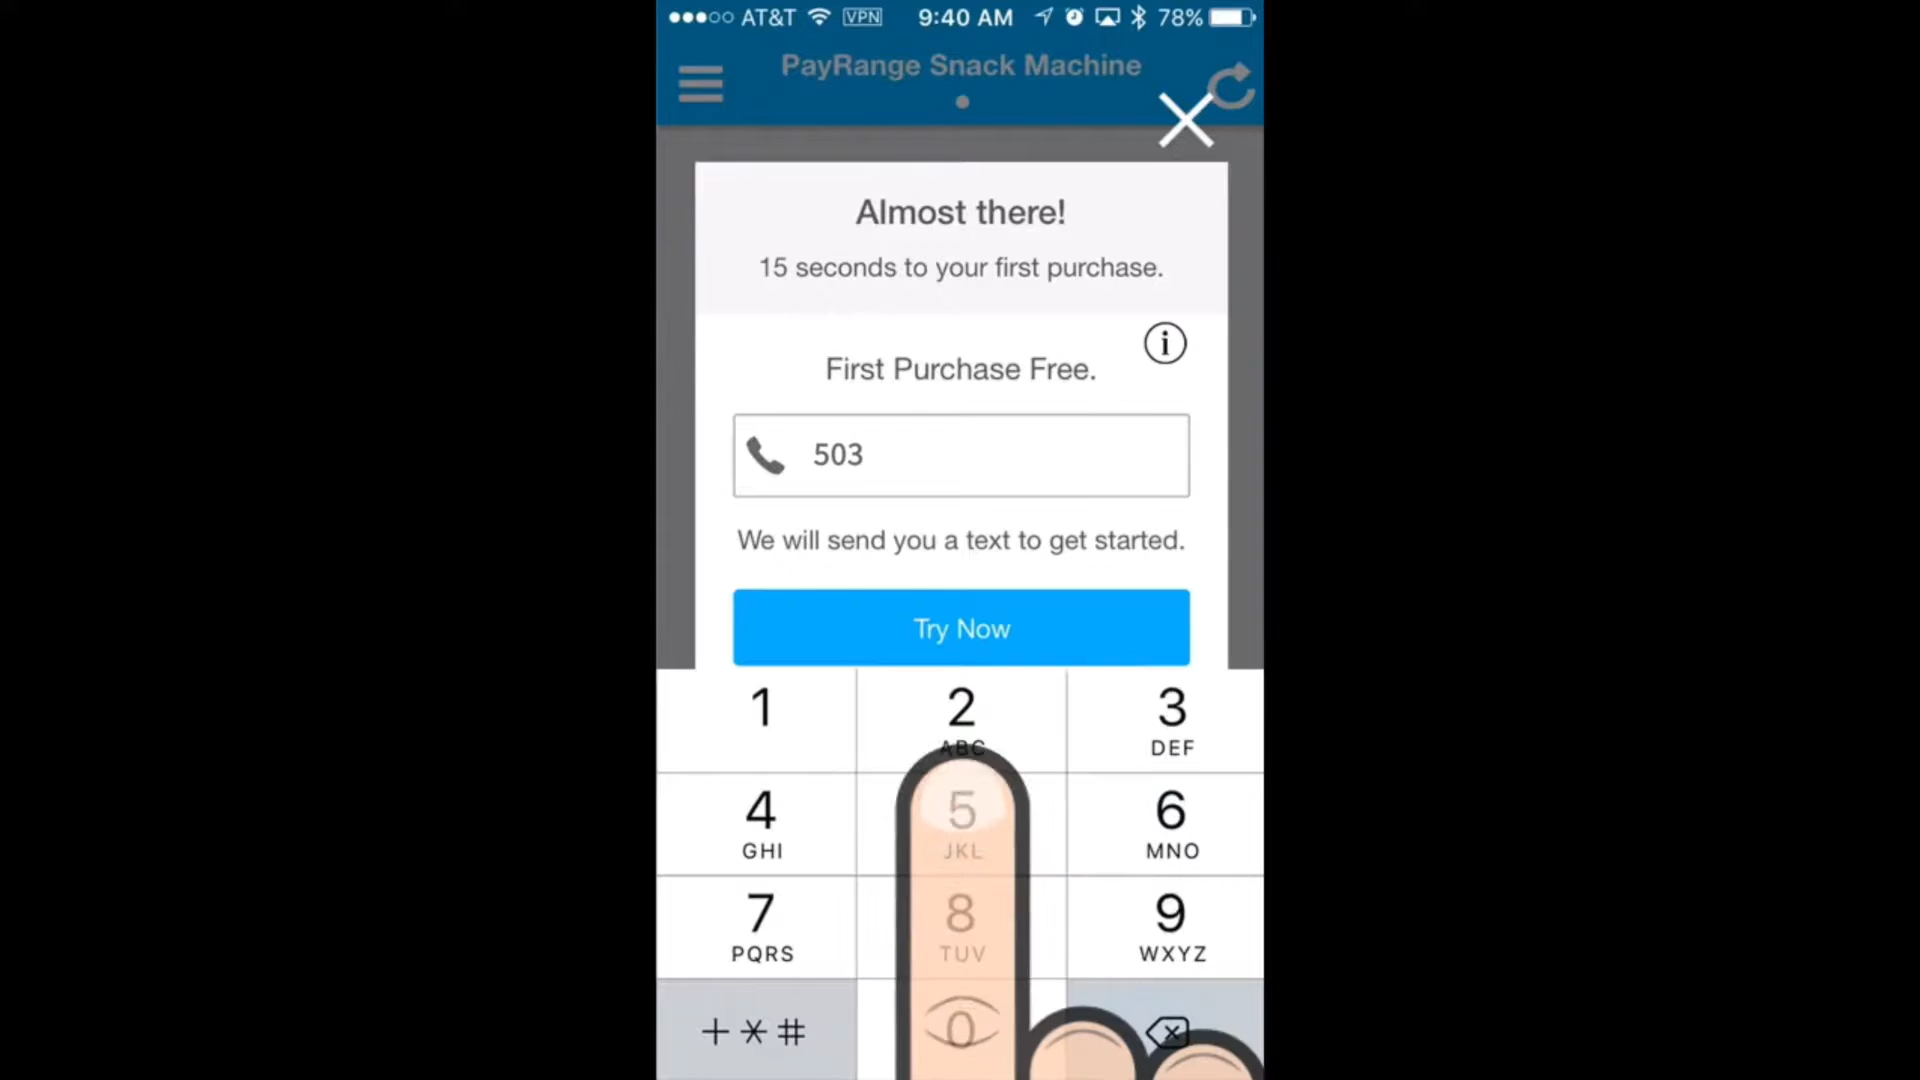 AT&T VPN 9:40 AM 78%
PayRange Snack Machine
Almost there!
15 seconds to your first purchase.
i
First Purchase Free.
503
We will send you a text to get started.
Try Now
1 2 3
ABC DEF
4 5 6
GHI JKL MNO
7 8 9
PQRS TUV WXYZ
+*# 0